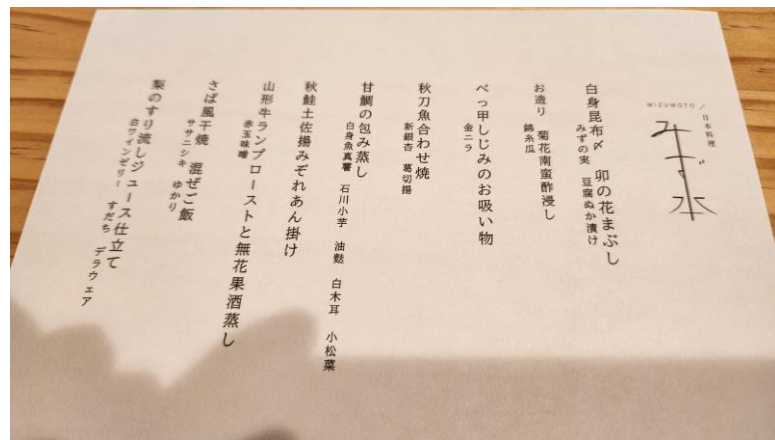 MIZUMOTO / 日本料理
みず本
白身昆布〆 卯の花まぶし
みずの実 豆腐ぬか漬け
お造り 菊花南蛮酢浸し
錦糸瓜
べっ甲しじみのお吸い物
金ニラ
秋刀魚合わせ焼
新銀杏 葛切揚
甘鯛の包み蒸し
白身魚真薯 石川小芋 油麩 白木耳 小松菜
秋鮭土佐揚みぞれあん掛け
山形牛ランプローストと無花果酒蒸し
赤玉味噌
さば風干焼 混ぜご飯
ササニシキ ゆかり
梨のすり流しジュース仕立て
白ワインゼリー すだち デラウェア